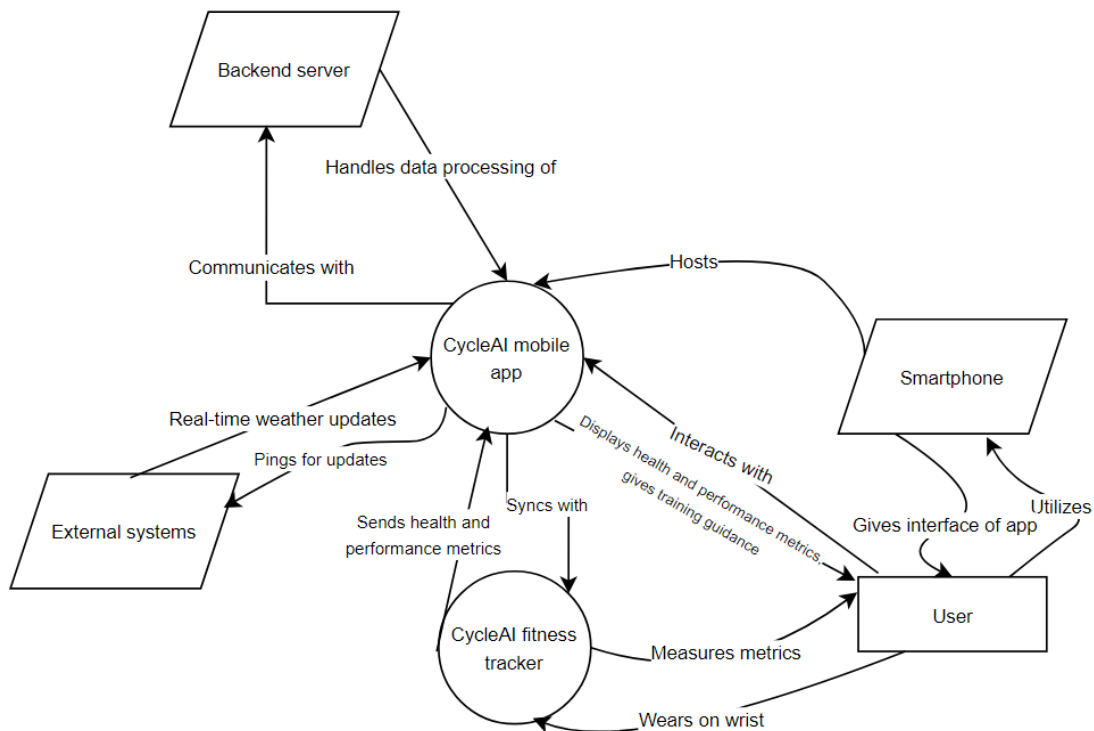 Backend server
Handles data processing of
Communicates with
Hosts
CycleAI mobile
app
Smartphone
Real-time weather updates
Pings for updates
Interacts with
Displays health and performance metrics,
gives training guidance
External systems
Sends health and
performance metrics
Syncs with
Gives interface of app
Utilizes
CycleAI fitness
tracker
User
Measures metrics
Wears on wrist